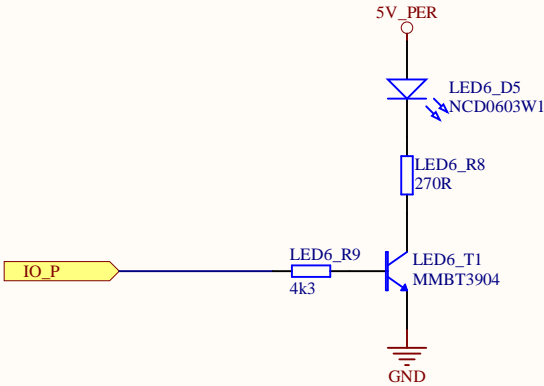 5V_PER
LED6_D5
NCD0603W1
LED6_R8
270R
LED6_R9
4k3
IO_P
LED6_T1
MMBT3904
GND